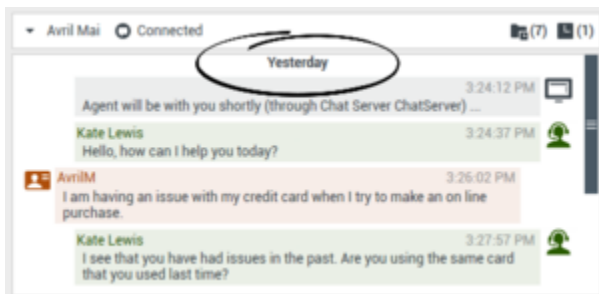 Avril Mai Connected (7) (1)
Yesterday
3:24:12 PM
Agent will be with you shortly (through Chat Server ChatServer) ...
Kate Lewis 3:24:37 PM
Hello, how can I help you today?
AvrilM 3:26:02 PM
I am having an issue with my credit card when I try to make an on line
purchase.
Kate Lewis 3:27:57 PM
I see that you have had issues in the past. Are you using the same card
that you used last time?